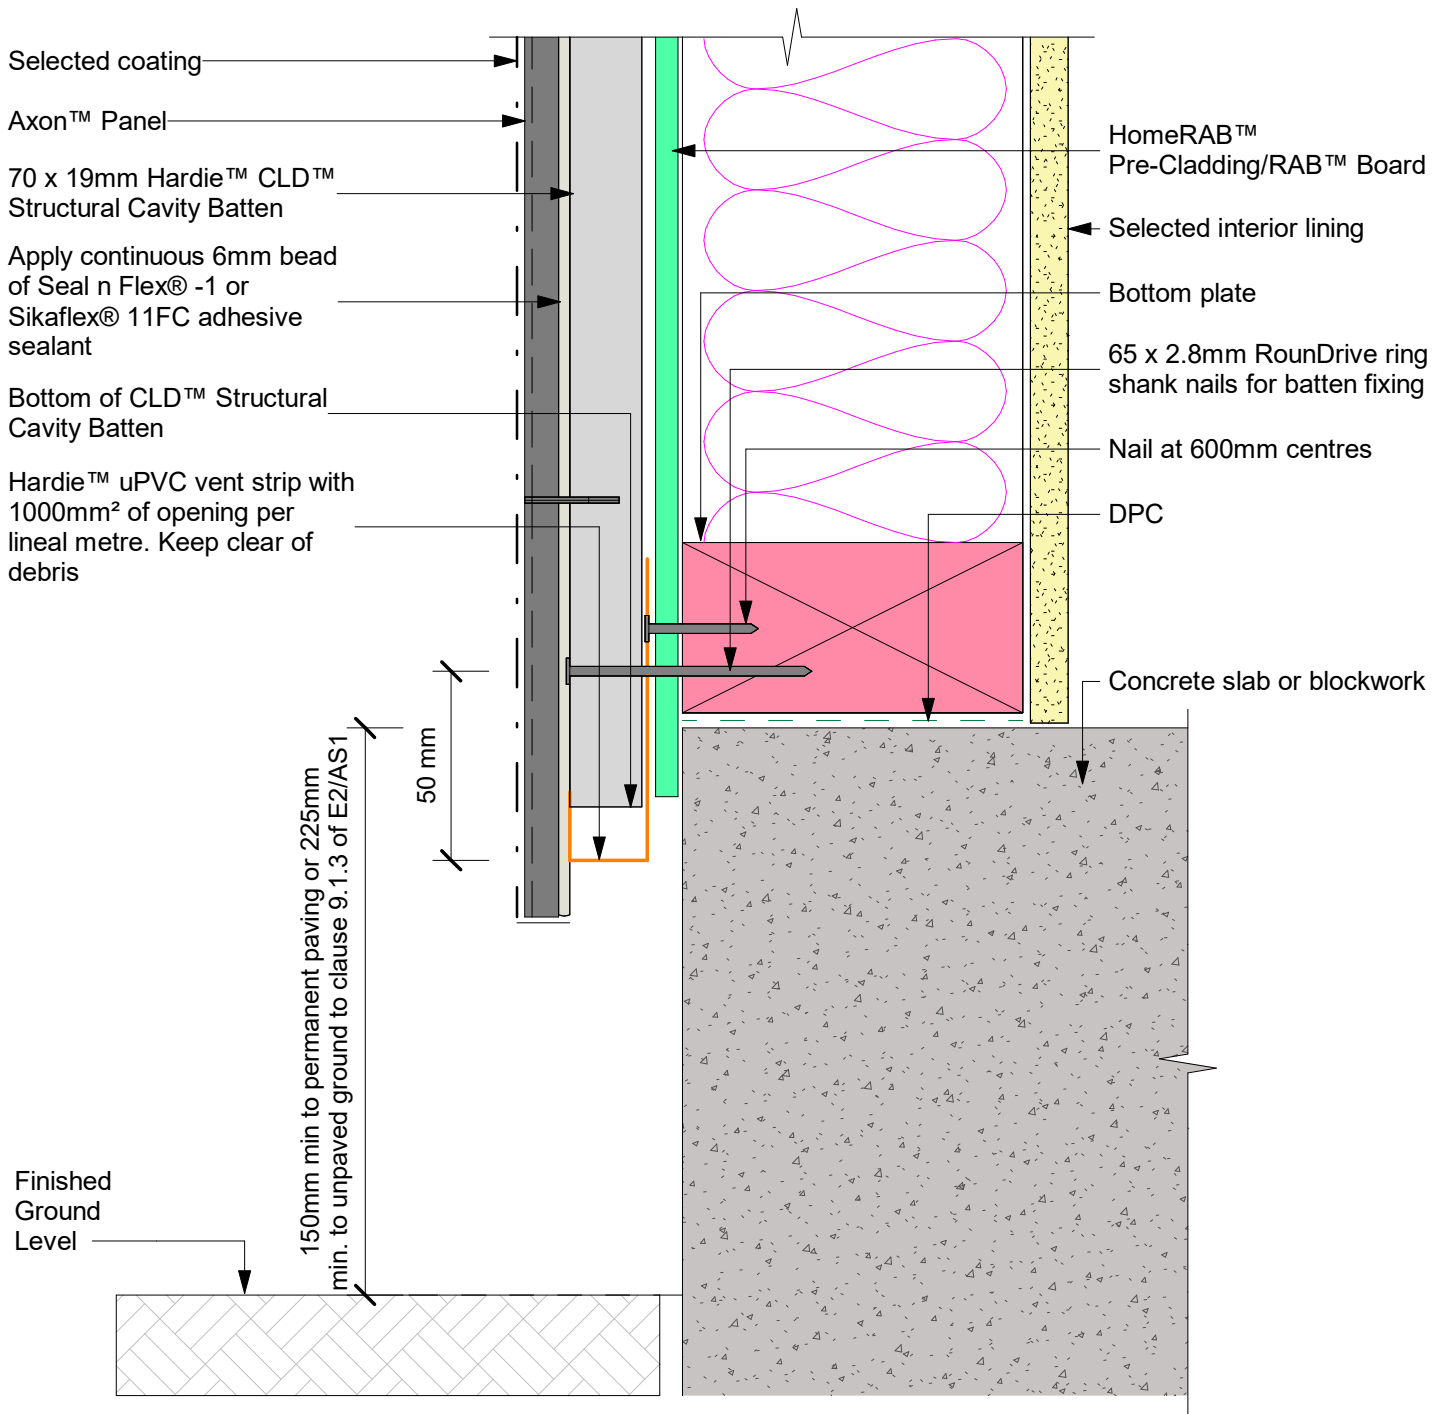 Selected coating
Axon™ Panel
70 x 19mm Hardie™ CLD™
Structural Cavity Batten
Apply continuous 6mm bead
of Seal n Flex® -1 or
Sikaflex® 11FC adhesive
sealant
Bottom of CLD™ Structural
Cavity Batten
Hardie™ uPVC vent strip with
1000mm² of opening per
lineal metre. Keep clear of
debris
50 mm
150mm min to permanent paving or 225mm
min. to unpaved ground to clause 9.1.3 of E2/AS1
Finished
Ground
Level
HomeRAB™
Pre-Cladding/RAB™ Board
Selected interior lining
Bottom plate
65 x 2.8mm RounDrive ring
shank nails for batten fixing
Nail at 600mm centres
DPC
Concrete slab or blockwork